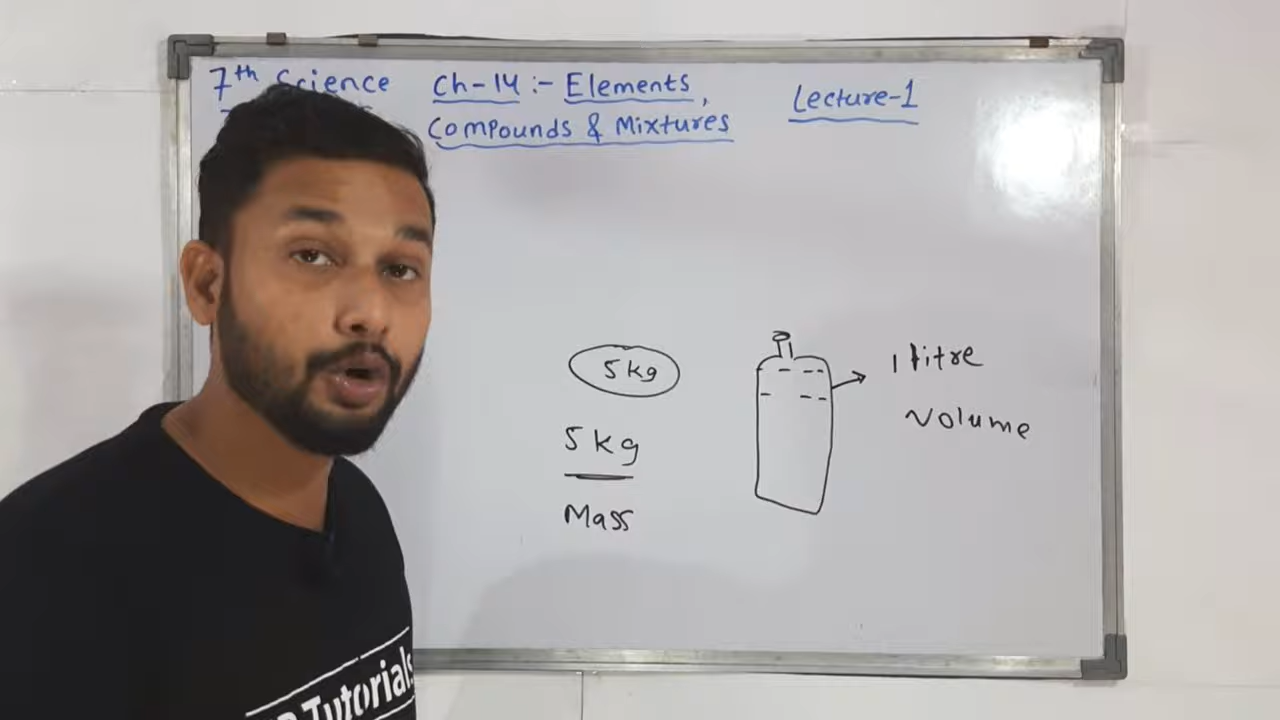 7th Science Ch-14 :- Elements, Lecture-1
Compounds & Mixtures
5kg
1 litre
5kg
volume
Mass
Tutorials